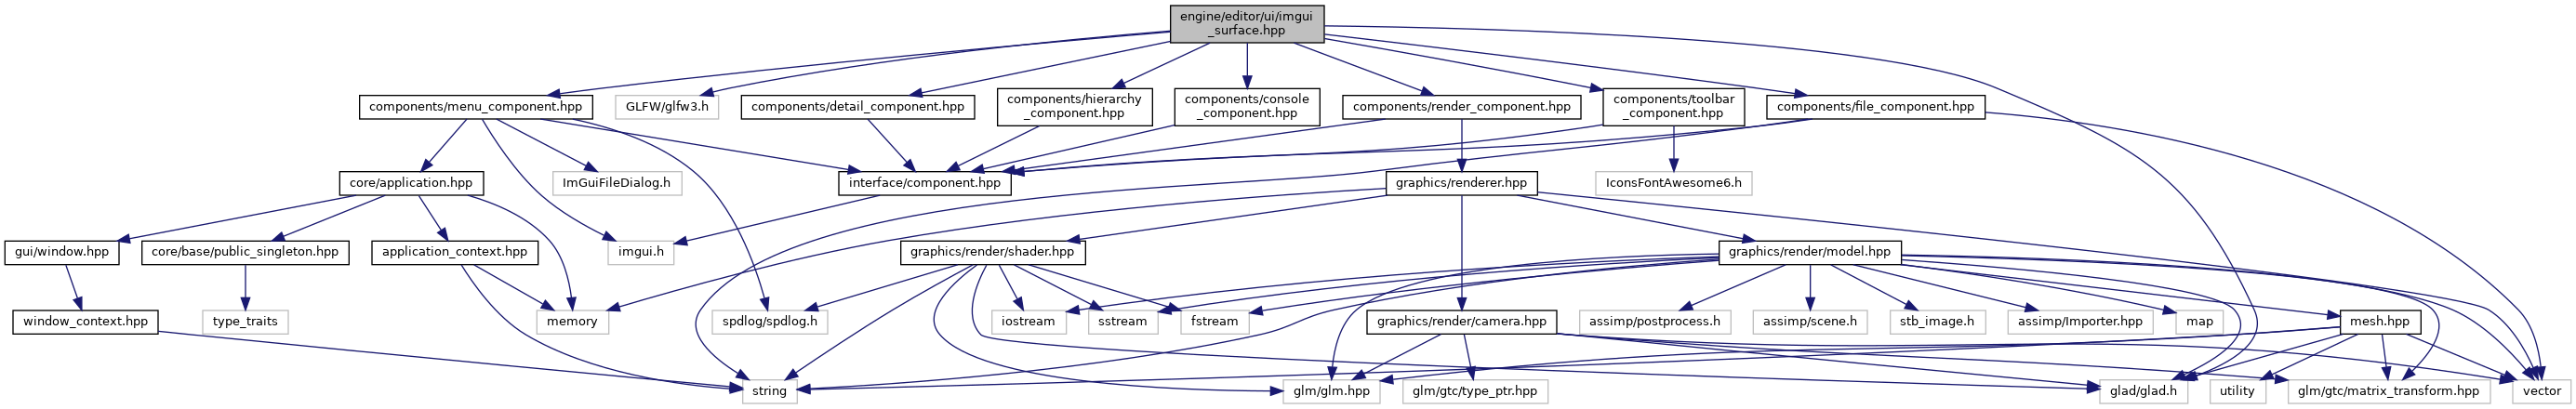 engine/editor/ui/imgui
_surface.hpp
components/menu_component.hpp
GLFW/glfw3.h
components/detail_component.hpp
components/hierarchy
_component.hpp
components/console
_component.hpp
components/render_component.hpp
components/toolbar
_component.hpp
components/file_component.hpp
core/application.hpp
ImGuiFileDialog.h
interface/component.hpp
graphics/renderer.hpp
IconsFontAwesome6.h
gui/window.hpp
core/base/public_singleton.hpp
application_context.hpp
imgui.h
graphics/render/shader.hpp
graphics/render/model.hpp
window_context.hpp
type_traits
memory
spdlog/spdlog.h
iostream
sstream
fstream
graphics/render/camera.hpp
assimp/postprocess.h
assimp/scene.h
stb_image.h
assimp/Importer.hpp
map
mesh.hpp
string
glm/glm.hpp
glm/gtc/type_ptr.hpp
glad/glad.h
utility
glm/gtc/matrix_transform.hpp
vector